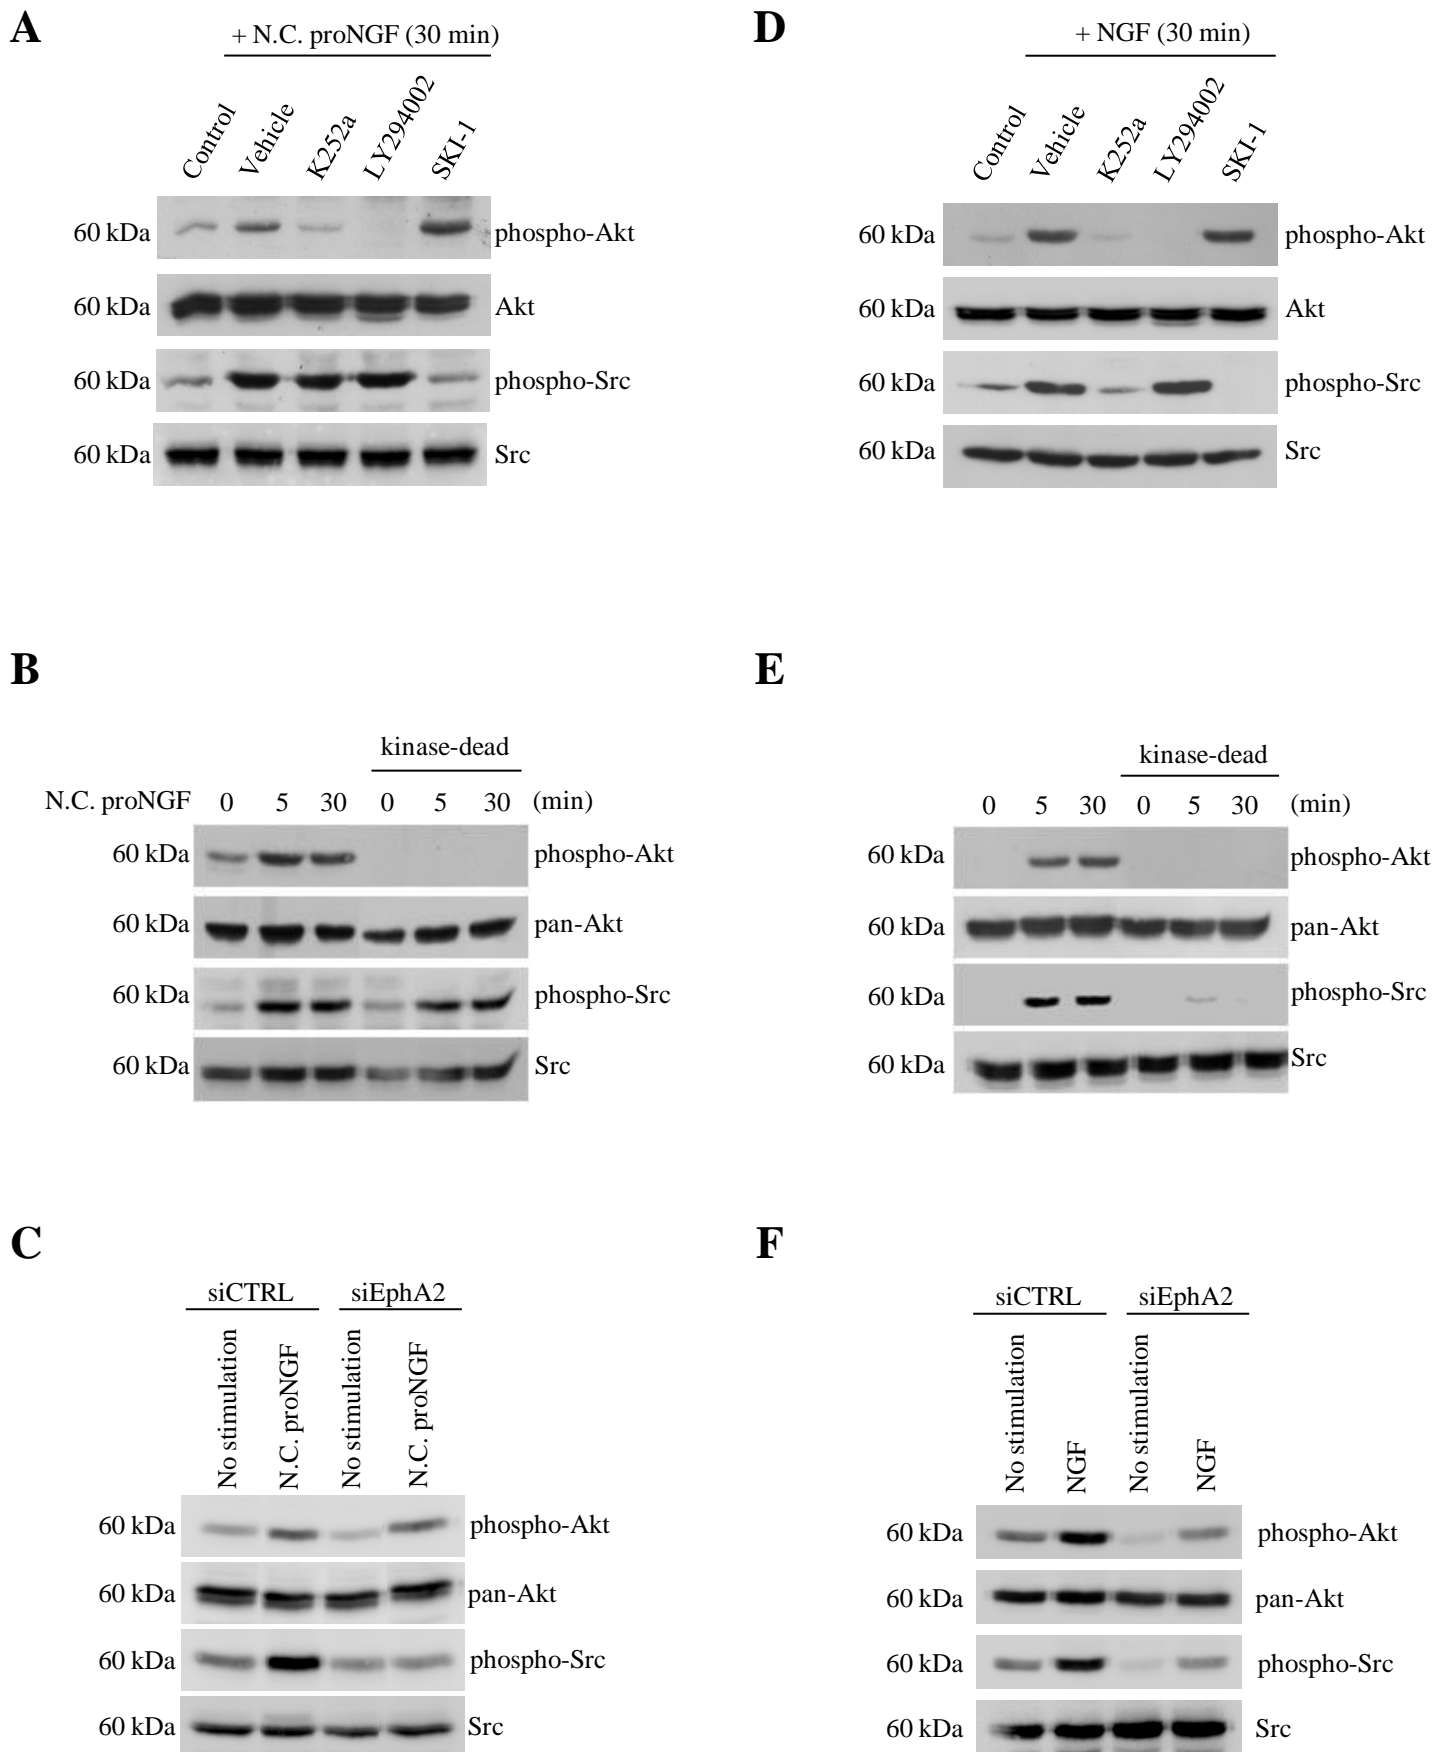 A
+ N.C. proNGF (30 min)
Control
Vehicle
K252a
LY294002
SKI-1
60 kDa phospho-Akt
60 kDa Akt
60 kDa phospho-Src
60 kDa Src
D
+ NGF (30 min)
Control
Vehicle
K252a
LY294002
SKI-1
60 kDa phospho-Akt
60 kDa Akt
60 kDa phospho-Src
60 kDa Src
B
kinase-dead
N.C. proNGF 0 5 30 0 5 30 (min)
60 kDa phospho-Akt
60 kDa pan-Akt
60 kDa phospho-Src
60 kDa Src
E
kinase-dead
0 5 30 0 5 30 (min)
60 kDa phospho-Akt
60 kDa pan-Akt
60 kDa phospho-Src
60 kDa Src
C
siCTRL siEphA2
No stimulation
N.C. proNGF
No stimulation
N.C. proNGF
60 kDa phospho-Akt
60 kDa pan-Akt
60 kDa phospho-Src
60 kDa Src
F
siCTRL siEphA2
No stimulation
NGF
No stimulation
NGF
60 kDa phospho-Akt
60 kDa pan-Akt
60 kDa phospho-Src
60 kDa Src